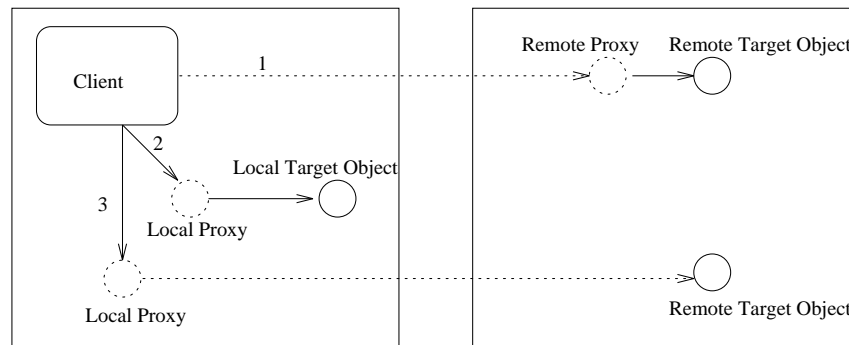 Remote Proxy Remote Target Object
1
Client
2
Local Target Object
3
Local Proxy
Local Proxy
Remote Target Object